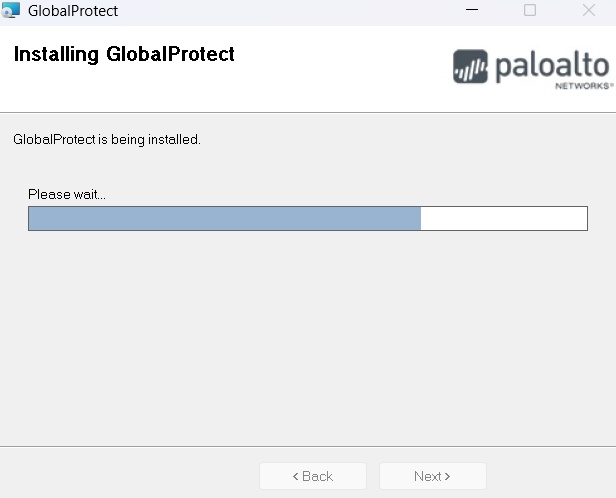 GlobalProtect
Installing GlobalProtect
paloalto
NETWORKS®
GlobalProtect is being installed.
Please wait...
< Back
Next >